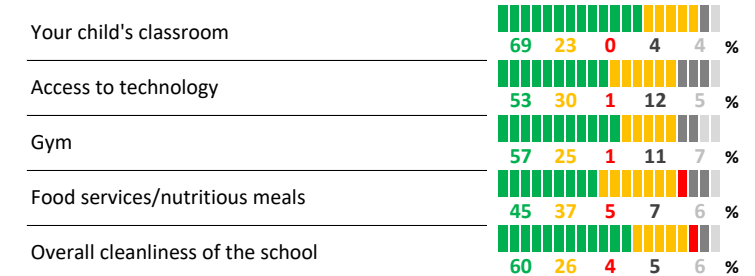 Your child's classroom
69 23 0 4 4 %
Access to technology
53 30 1 12 5 %
Gym
57 25 1 11 7 %
Food services/nutritious meals
45 37 5 7 6 %
Overall cleanliness of the school
60 26 4 5 6 %